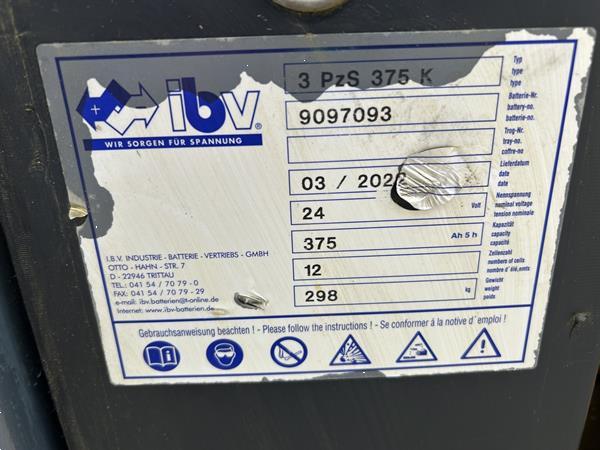 ibv®
WIR SORGEN FÜR SPANNUNG
I.B.V. INDUSTRIE - BATTERIE - VERTRIEBS - GMBH
OTTO - HAHN - STR. 7
D - 22946 TRITTAU
TEL.: 041 54 / 70 79 - 0
FAX: 041 54 / 70 79 - 29
e-mail: ibv.batterien@t-online.de
Internet: www.ibv-batterien.de
3 PzS 375 K
Typ
type
type
9097093
Batterie-Nr.
battery-no.
battery-no.
Trog-Nr.
tray-no.
coffre-no
03 /
Lieferdatum
date
date
24 Volt
Nennspannung
nominal voltage
tension nominale
375 Ah 5 h
Kapazität
capacity
capacité
12
Zellenzahl
numbers of cells
nombre d'élémts
298 kg
Gewicht
weight
poids
Gebrauchsanweisung beachten ! - Please follow the instructions ! - Se conformer à la notice d'emploi !